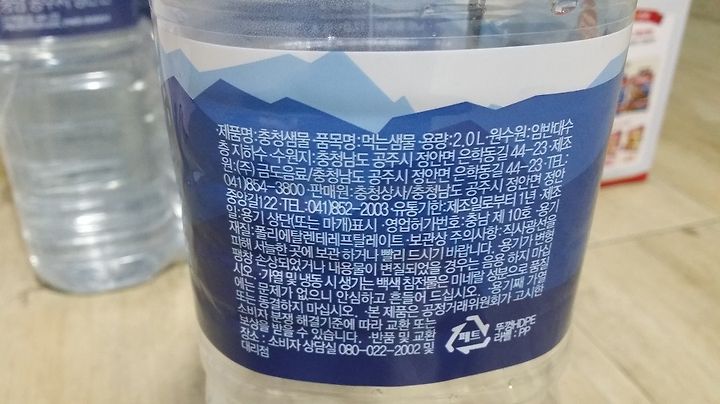 제품명:충청샘물·품목명:먹는샘물·용량:2.0L·원수원:암반대수
층 지하수·수원지:충청남도 공주시 정안면 은학동길 44-23·제조
원:(주) 금도음료/충청남도 공주시 정안면 은학동길 44-23·TEL:
041)854-3800·판매원:충청상사/충청남도 공주시 정안면 정안
중앙길122·TEL:041)852-2003·유통기한:제조일로부터 1년·제조
일:용기 상단(또는 마개)표시·영업허가번호:충남 제 10호·용기
재질:폴리에틸렌테레프탈레이트·보관상 주의사항:직사광선을
피해 서늘한 곳에 보관 하거나 빨리 드시기 바랍니다. 용기가 변형
팽창 손상되었거나 내용물이 변질되었을 경우는 음용 하지 마십
시오·가열 및 냉동 시 생기는 백색 침전물은 미네랄 성분으로 품질
에는 문제가 없으니 안심하고 흔들어 드십시오. 용기째 가열
또는 동결하지 마십시오·본 제품은 공정거래위원회가 고시한
소비자 분쟁 해결기준에 따라 교환 또는
보상을 받을 수 있습니다.·반품 및 교환
장소:소비자 상담실 080-022-2002 및
대리점
페트
뚜껑HDPE
라벨:PP